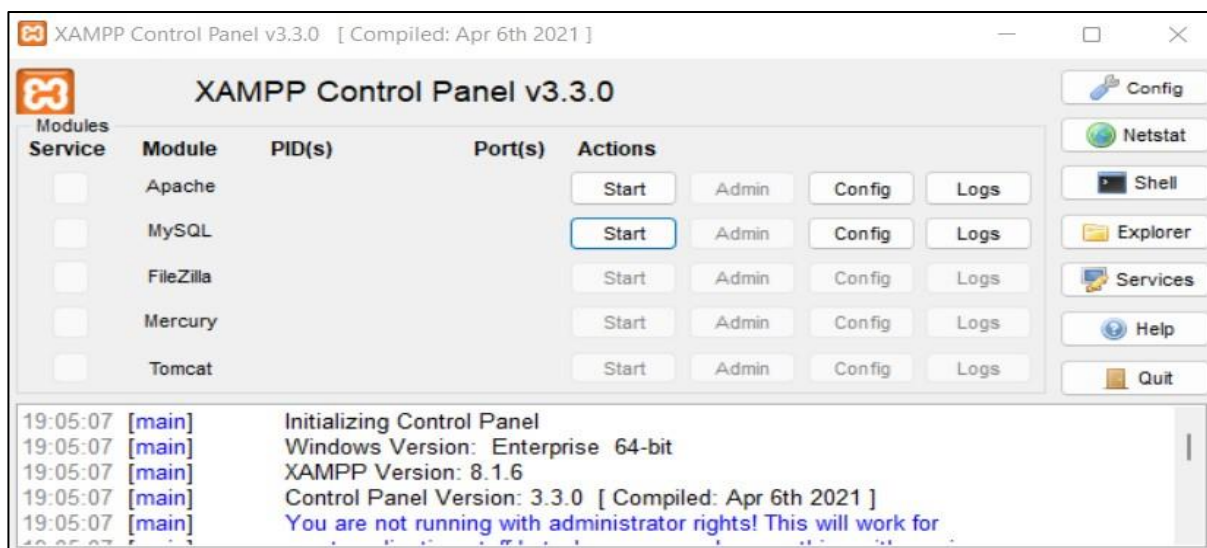 XAMPP Control Panel v3.3.0 [ Compiled: Apr 6th 2021 ]
XAMPP Control Panel v3.3.0
Config
Modules
Service Module PID(s) Port(s) Actions
Netstat
Apache Start Admin Config Logs
Shell
MySQL Start Admin Config Logs
Explorer
FileZilla Start Admin Config Logs
Services
Mercury Start Admin Config Logs
Help
Tomcat Start Admin Config Logs
Quit
19:05:07 [main] Initializing Control Panel
19:05:07 [main] Windows Version: Enterprise 64-bit
19:05:07 [main] XAMPP Version: 8.1.6
19:05:07 [main] Control Panel Version: 3.3.0 [ Compiled: Apr 6th 2021 ]
19:05:07 [main] You are not running with administrator rights! This will work for